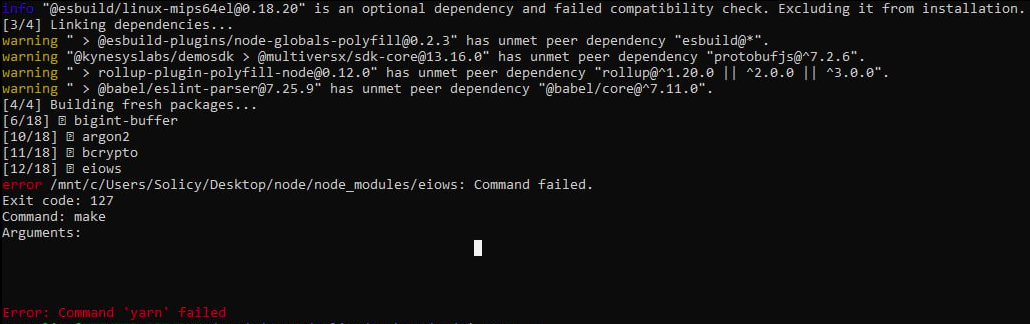 info "@esbuild/linux-mips64el@0.18.20" is an optional dependency and failed compatibility check. Excluding it from installation.
[3/4] Linking dependencies...
warning " > @esbuild-plugins/node-globals-polyfill@0.2.3" has unmet peer dependency "esbuild@*".
warning "@kynesyslabs/demosdk > @multiversx/sdk-core@13.16.0" has unmet peer dependency "protobufjs@^7.2.6".
warning " > rollup-plugin-polyfill-node@0.12.0" has unmet peer dependency "rollup@^1.20.0 || ^2.0.0 || ^3.0.0".
warning " > @babel/eslint-parser@7.25.9" has unmet peer dependency "@babel/core@^7.11.0".
[4/4] Building fresh packages...
[6/18] ⍰ bigint-buffer
[10/18] ⍰ argon2
[11/18] ⍰ bcrypto
[12/18] ⍰ eiows
error /mnt/c/Users/Solicy/Desktop/node/node_modules/eiows: Command failed.
Exit code: 127
Command: make
Arguments:
Error: Command 'yarn' failed